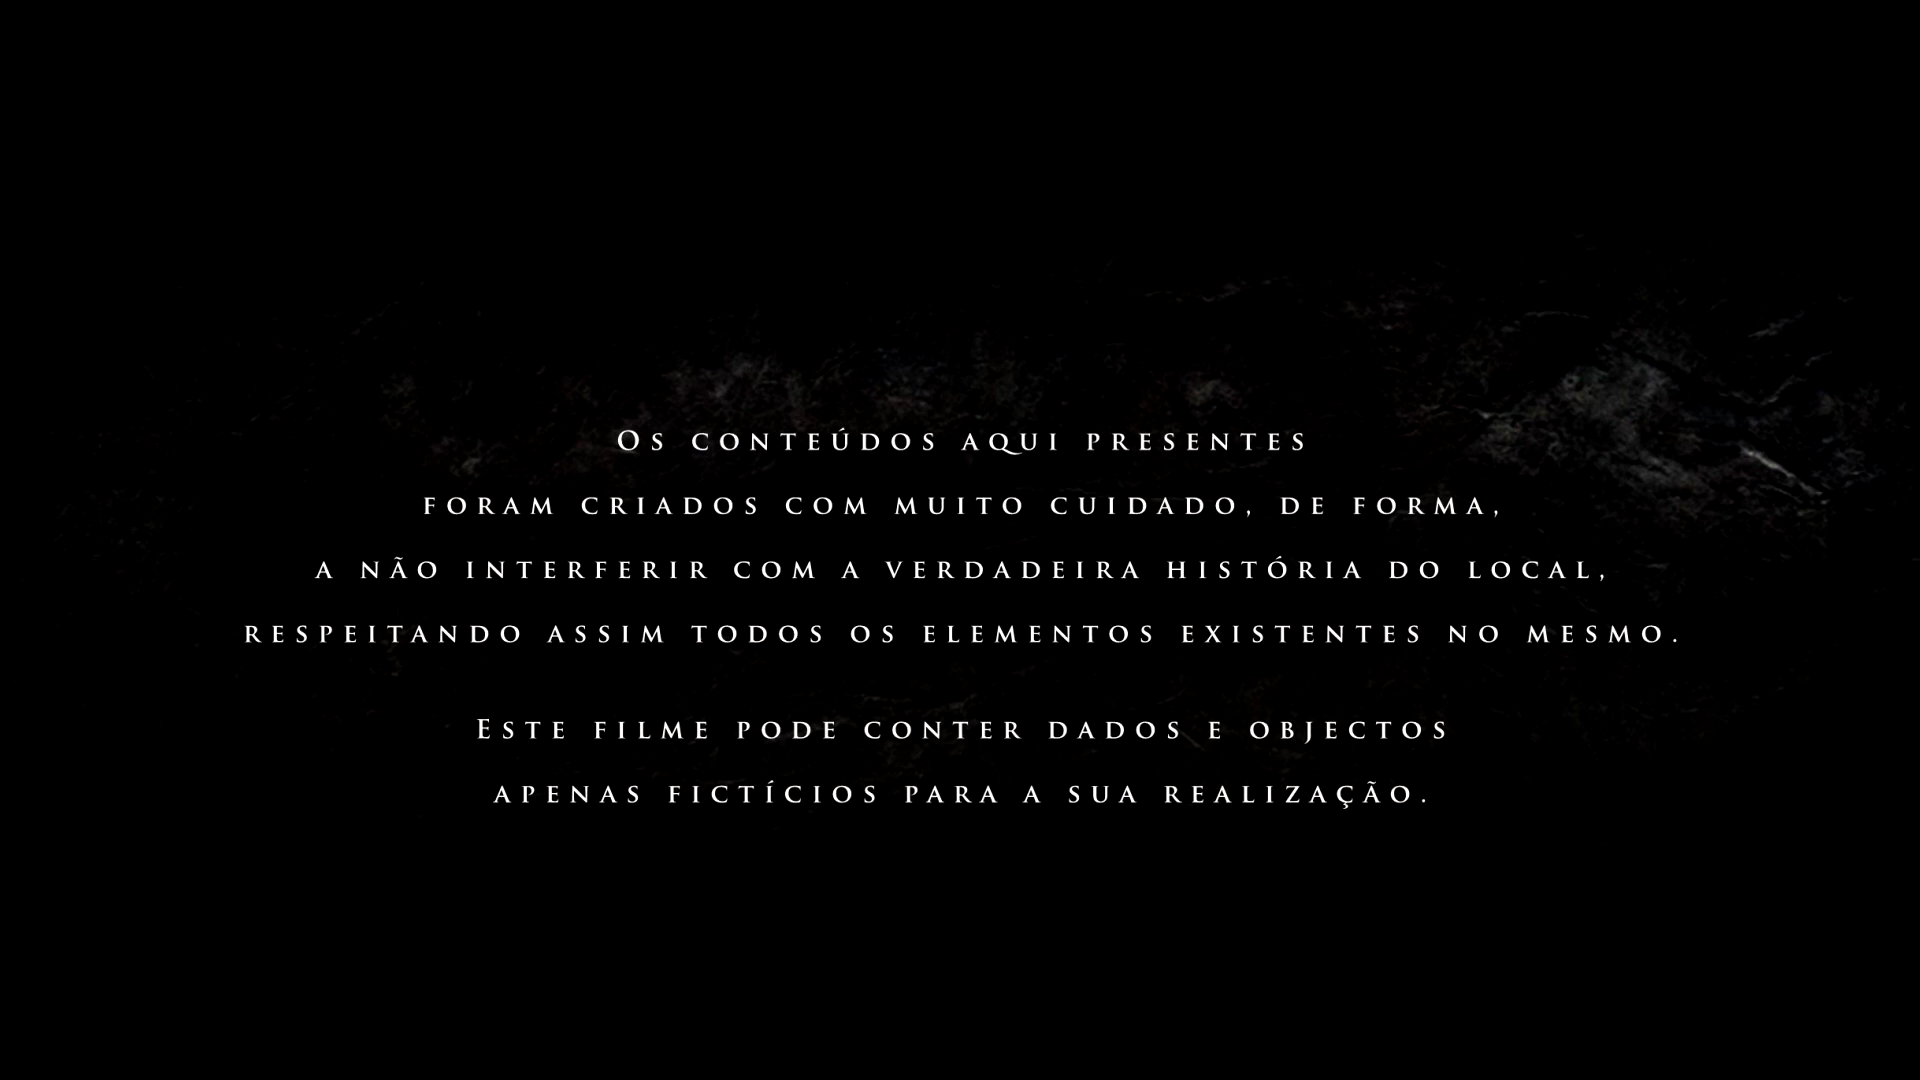 Os conteúdos aqui presentes
foram criados com muito cuidado, de forma,
a não interferir com a verdadeira história do local,
respeitando assim todos os elementos existentes no mesmo.
Este filme pode conter dados e objectos
apenas fictícios para a sua realização.